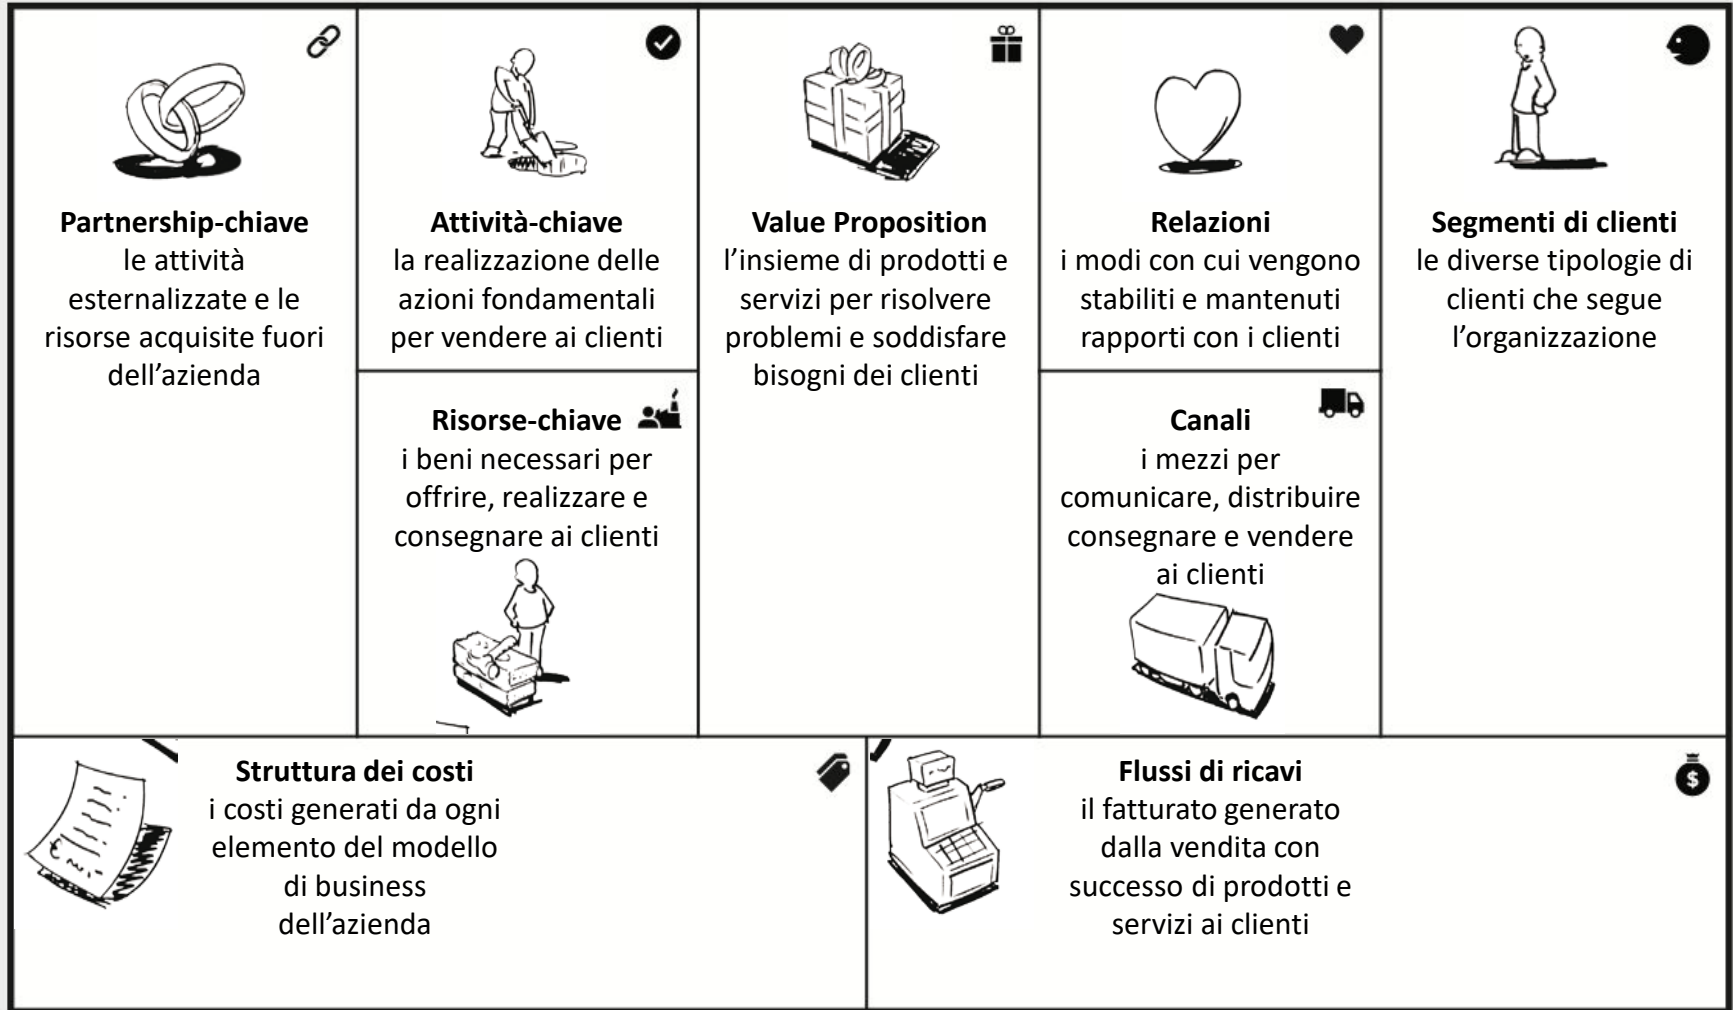 Partnership-chiave
le attività
esternalizzate e le
risorse acquisite fuori
dell’azienda
Attività-chiave
la realizzazione delle
azioni fondamentali
per vendere ai clienti
Risorse-chiave
i beni necessari per
offrire, realizzare e
consegnare ai clienti
Value Proposition
l’insieme di prodotti e
servizi per risolvere
problemi e soddisfare
bisogni dei clienti
Relazioni
i modi con cui vengono
stabiliti e mantenuti
rapporti con i clienti
Canali
i mezzi per
comunicare, distribuire
consegnare e vendere
ai clienti
Segmenti di clienti
le diverse tipologie di
clienti che segue
l’organizzazione
Struttura dei costi
i costi generati da ogni
elemento del modello
di business
dell’azienda
Flussi di ricavi
il fatturato generato
dalla vendita con
successo di prodotti e
servizi ai clienti
$
€